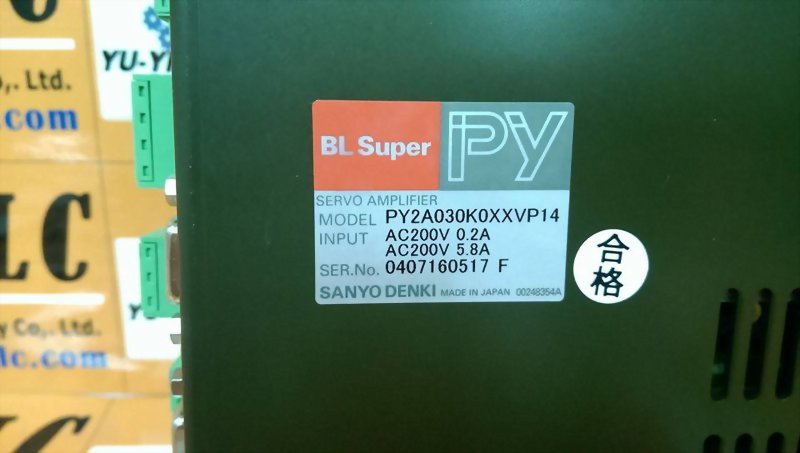 YU-YI
,. Ltd.
com
LC
y Co,. Ltd.
lc.com
LC
BL Super
PY
SERVO AMPLIFIER
MODEL PY2A030K0XXVP14
INPUT AC200V 0.2A
AC200V 5.8A
SER.No. 0407160517 F
SANYO DENKI MADE IN JAPAN 00248354A
合格